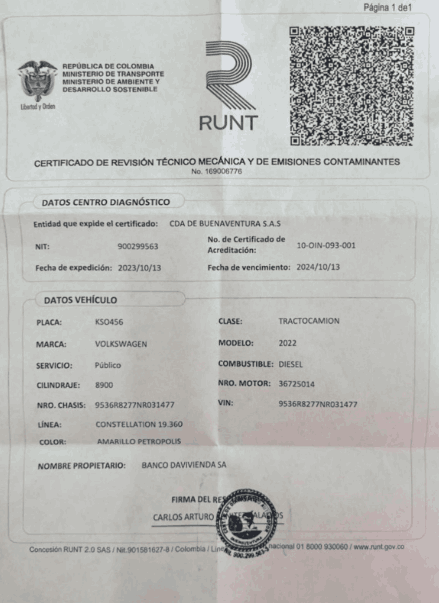 Página 1 de1
REPÚBLICA DE COLOMBIA
MINISTERIO DE TRANSPORTE
MINISTERIO DE AMBIENTE Y
DESARROLLO SOSTENIBLE
Libertad y Orden
RUNT
CERTIFICADO DE REVISIÓN TÉCNICO MECÁNICA Y DE EMISIONES CONTAMINANTES
No. 169006776
DATOS CENTRO DIAGNÓSTICO
Entidad que expide el certificado: CDA DE BUENAVENTURA S.A.S
NIT: 900299563 No. de Certificado de Acreditación: 10-OIN-093-001
Fecha de expedición: 2023/10/13 Fecha de vencimiento: 2024/10/13
DATOS VEHÍCULO
PLACA: KSO456 CLASE: TRACTOCAMION
MARCA: VOLKSWAGEN MODELO: 2022
SERVICIO: Público COMBUSTIBLE: DIESEL
CILINDRAJE: 8900 NRO. MOTOR: 36725014
NRO. CHASIS: 9536R8277NR031477 VIN: 9536R8277NR031477
LÍNEA: CONSTELLATION 19.360
COLOR: AMARILLO PETROPOLIS
NOMBRE PROPIETARIO: BANCO DAVIVIENDA SA
FIRMA DEL
CARLOS ARTURO
Concesión RUNT 2.0 SAS / Nit.901581627-8 / Colombia / nacional 01 8000 930060 / www.runt.gov.co